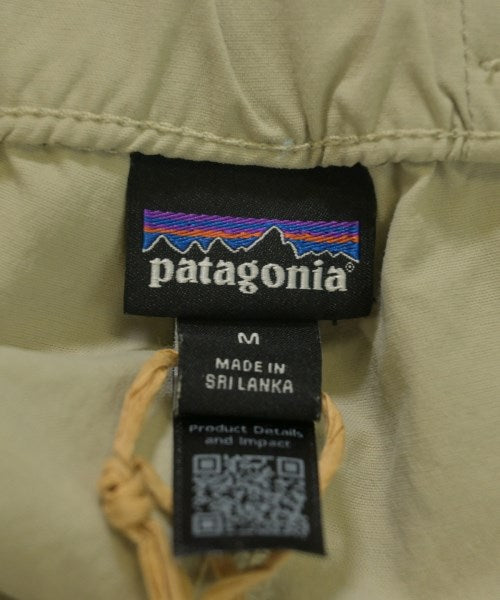 patagonia®
M
MADE IN
SRI LANKA
Product Details
and Impact